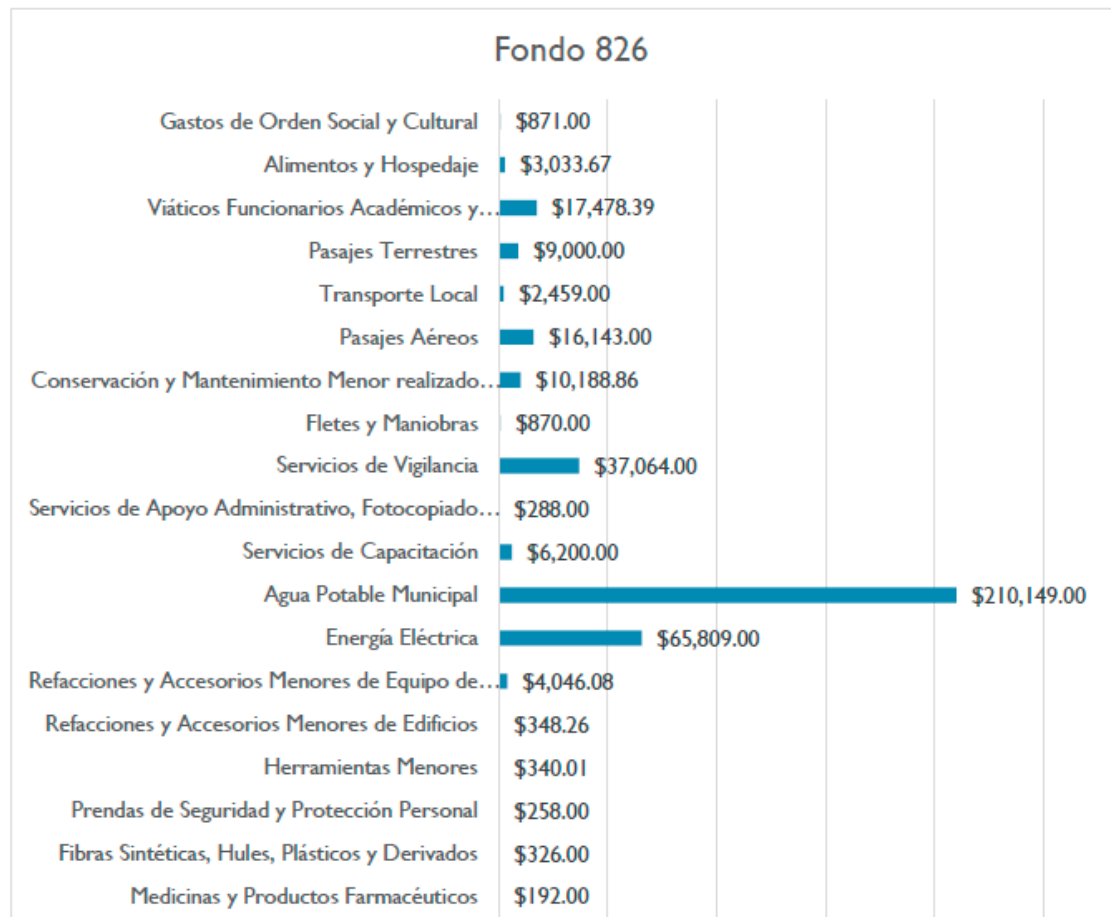 Fondo 826
Gastos de Orden Social y Cultural $871.00
Alimentos y Hospedaje $3,033.67
Viáticos Funcionarios Académicos y... $17,478.39
Pasajes Terrestres $9,000.00
Transporte Local $2,459.00
Pasajes Aéreos $16,143.00
Conservación y Mantenimiento Menor realizado... $10,188.86
Fletes y Maniobras $870.00
Servicios de Vigilancia $37,064.00
Servicios de Apoyo Administrativo, Fotocopiado... $288.00
Servicios de Capacitación $6,200.00
Agua Potable Municipal $210,149.00
Energía Eléctrica $65,809.00
Refacciones y Accesorios Menores de Equipo de... $4,046.08
Refacciones y Accesorios Menores de Edificios $348.26
Herramientas Menores $340.01
Prendas de Seguridad y Protección Personal $258.00
Fibras Sintéticas, Hules, Plásticos y Derivados $326.00
Medicinas y Productos Farmacéuticos $192.00